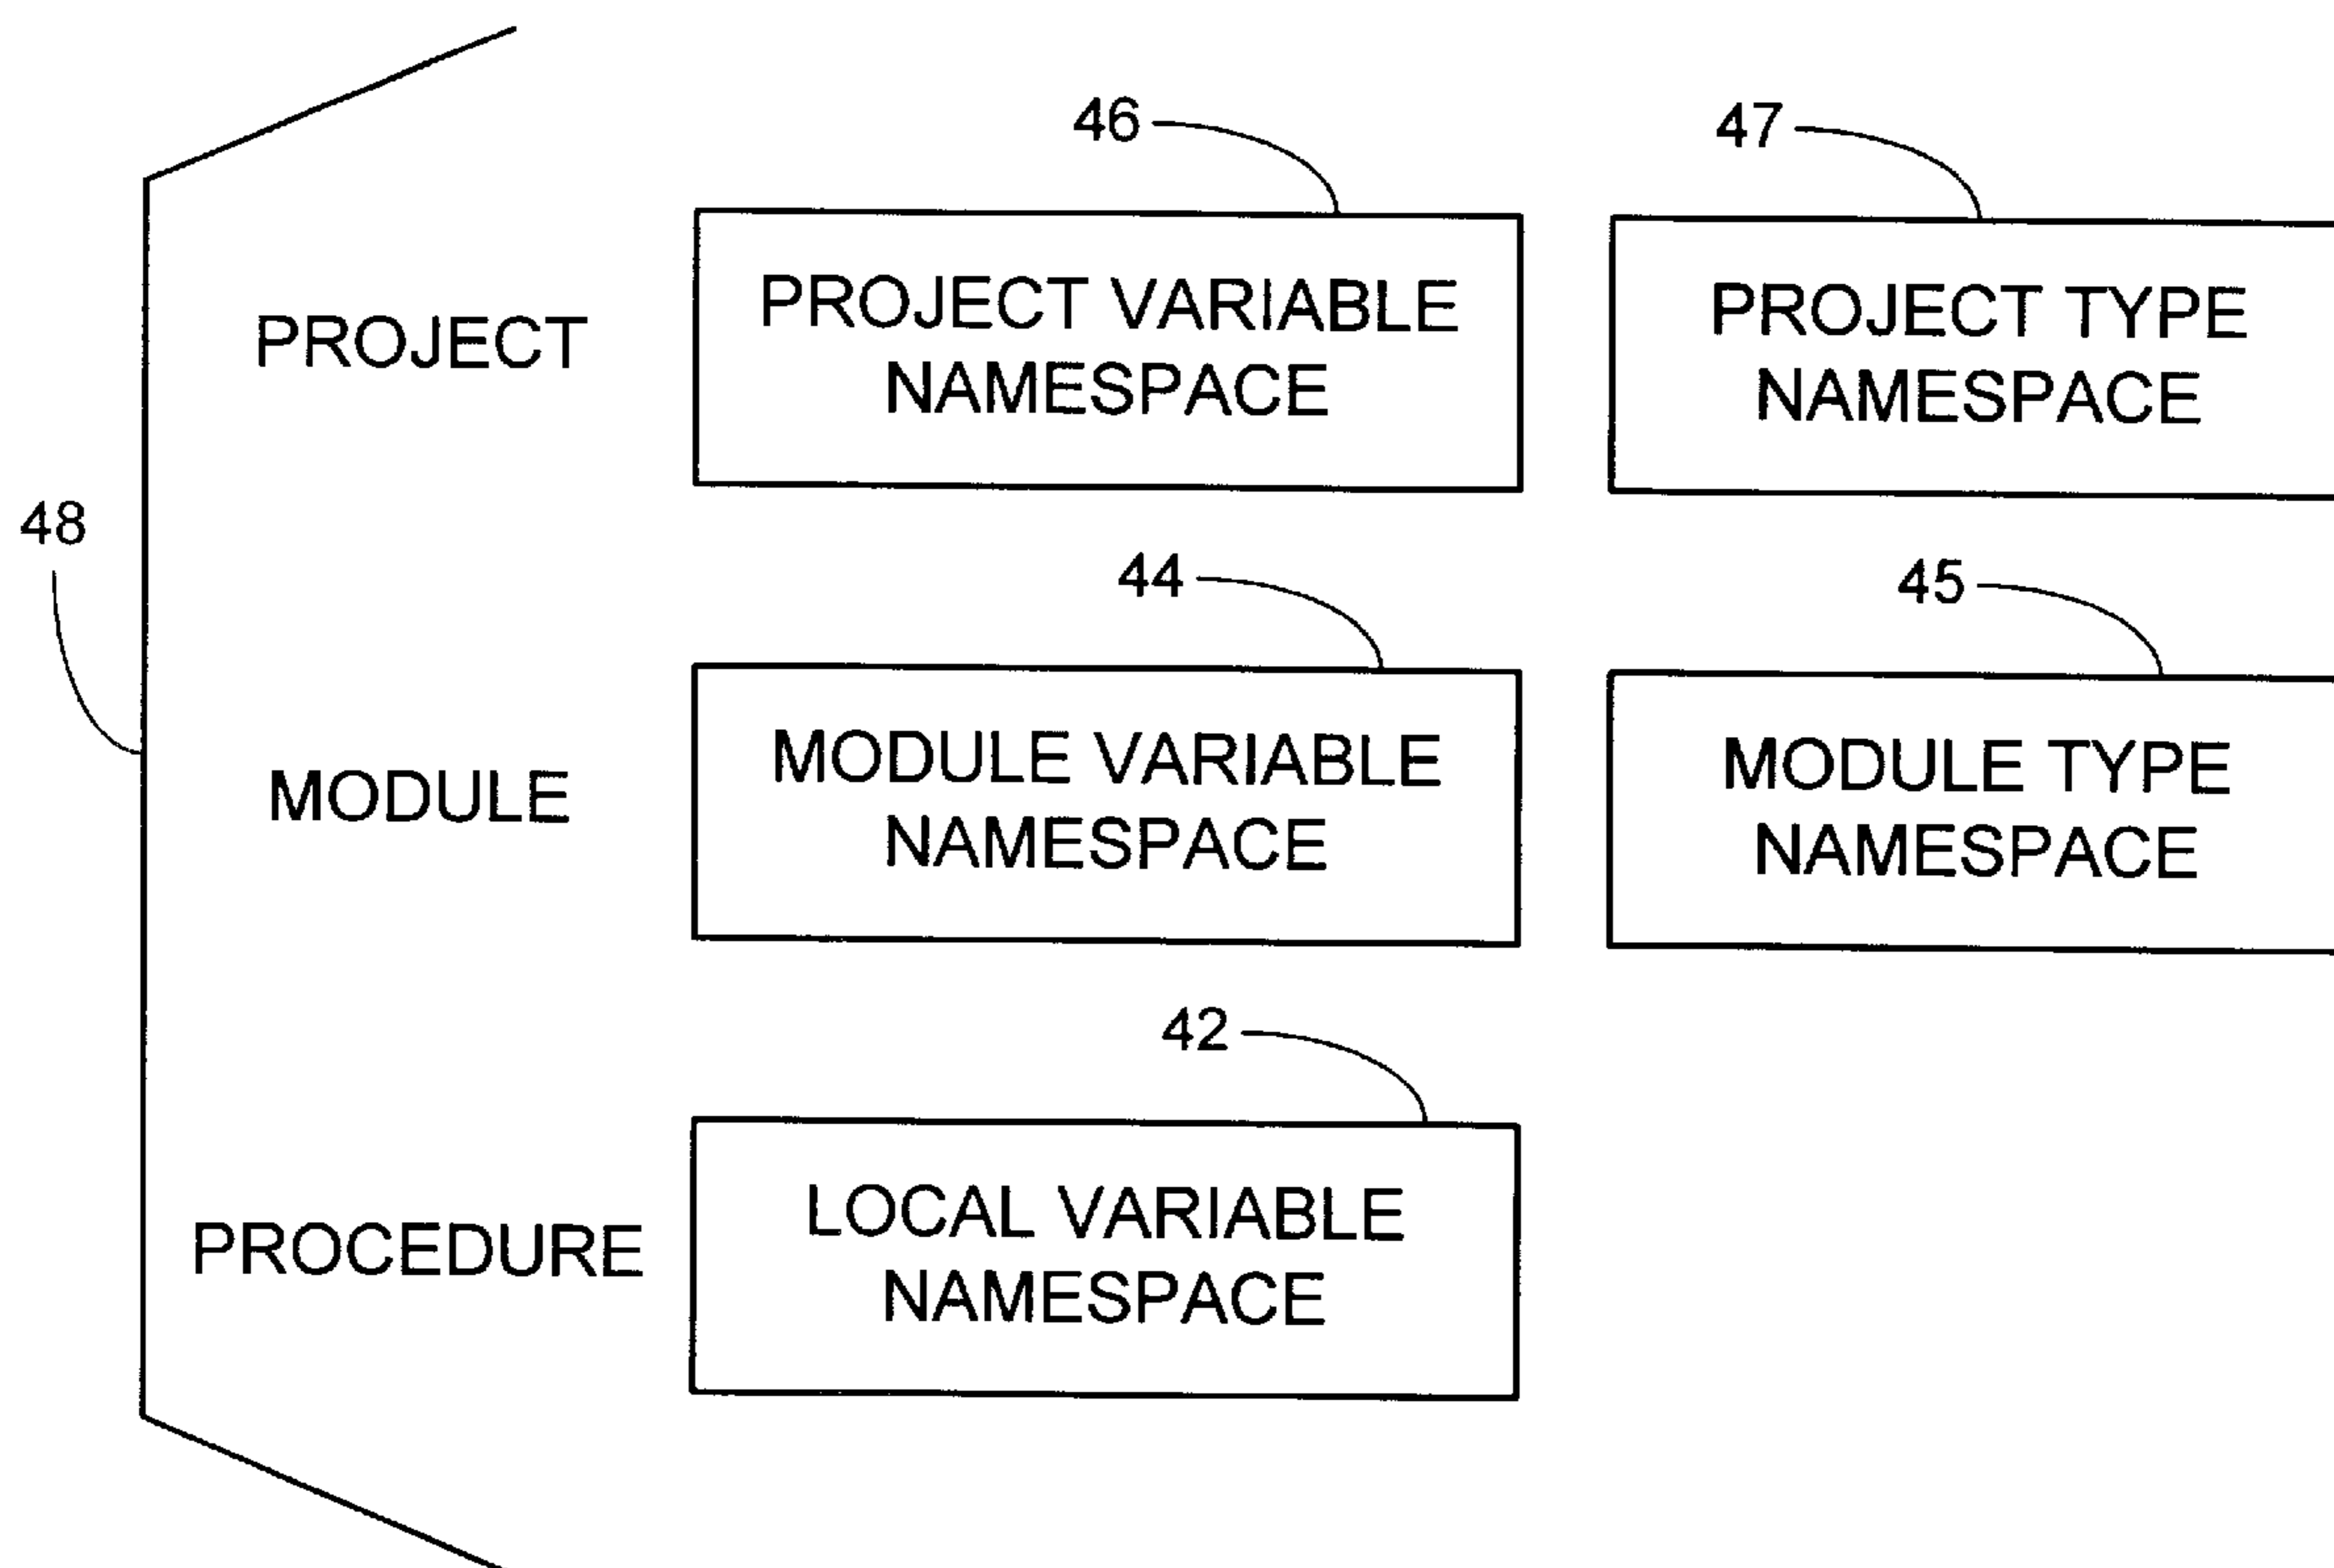 46
47
PROJECT
PROJECT VARIABLE
NAMESPACE
PROJECT TYPE
NAMESPACE
48
44
45
MODULE
MODULE VARIABLE
NAMESPACE
MODULE TYPE
NAMESPACE
42
PROCEDURE
LOCAL VARIABLE
NAMESPACE